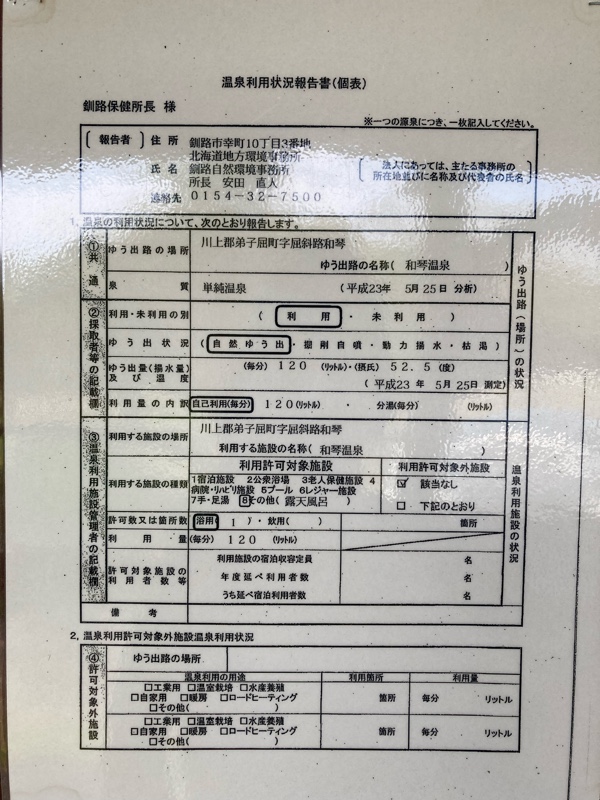 温泉利用状況報告書(個表)
釧路保健所長 様
※一つの源泉につき、一枚記入してください。
〔報告者〕 住所 釧路市幸町10丁目3番地
北海道地方環境事務所
氏名 釧路自然環境事務所
所長 安田 直人
連絡先 0154-32-7500
〔法人にあっては、主たる事務所の所在地並びに名称及び代表者の氏名〕
1. 温泉の利用状況について、次のとおり報告します。
①共通
ゆう出路の場所 川上郡弟子屈町字屈斜路和琴
ゆう出路の名称( 和琴温泉 )
泉質 単純温泉 (平成23年 5月25日 分析)
②採取者等の記載欄
利用・未利用の別 ( 利用 ・ 未利用 )
ゆう出状況 (自然ゆう出・掘削自噴・動力揚水・枯渇)
ゆう出量(揚水量)及び温度 (毎分) 120 (リットル)・(摂氏) 52.5 (度)
(平成23年 5月25日 測定)
利用量の内訳 自己利用(毎分) 120(リットル) ・ 分湯(毎分) (リットル)
ゆう出路(場所)の状況
③温泉利用施設管理者の記載欄
利用する施設の場所 川上郡弟子屈町字屈斜路和琴
利用する施設の名称( 和琴温泉 )
利用する施設の種類
利用許可対象施設 利用許可対象外施設
1宿泊施設 2公衆浴場 3老人保健施設 4
病院・リハビリ施設 5プール 6レジャー施設
7手・足湯 8その他( 露天風呂 )
☑ 該当なし
□ 下記のとおり
許可数又は箇所数 浴用( 1 )・飲用( ) 箇所
利用量 (毎分) 120 (リットル)
許可対象施設の利用者数等
利用施設の宿泊収容定員 名
年度延べ利用者数 名
うち延べ宿泊利用者数 名
温泉利用施設の状況
備考
2. 温泉利用許可対象外施設温泉利用状況
④許可対象外施設
ゆう出路の場所
温泉利用の用途 利用箇所 利用量
□工業用 □温室栽培 □水産養殖
□自家用 □暖房 □ロードヒーティング 箇所 毎分 リットル
□その他( )
□工業用 □温室栽培 □水産養殖
□自家用 □暖房 □ロードヒーティング 箇所 毎分 リットル
□その他( )